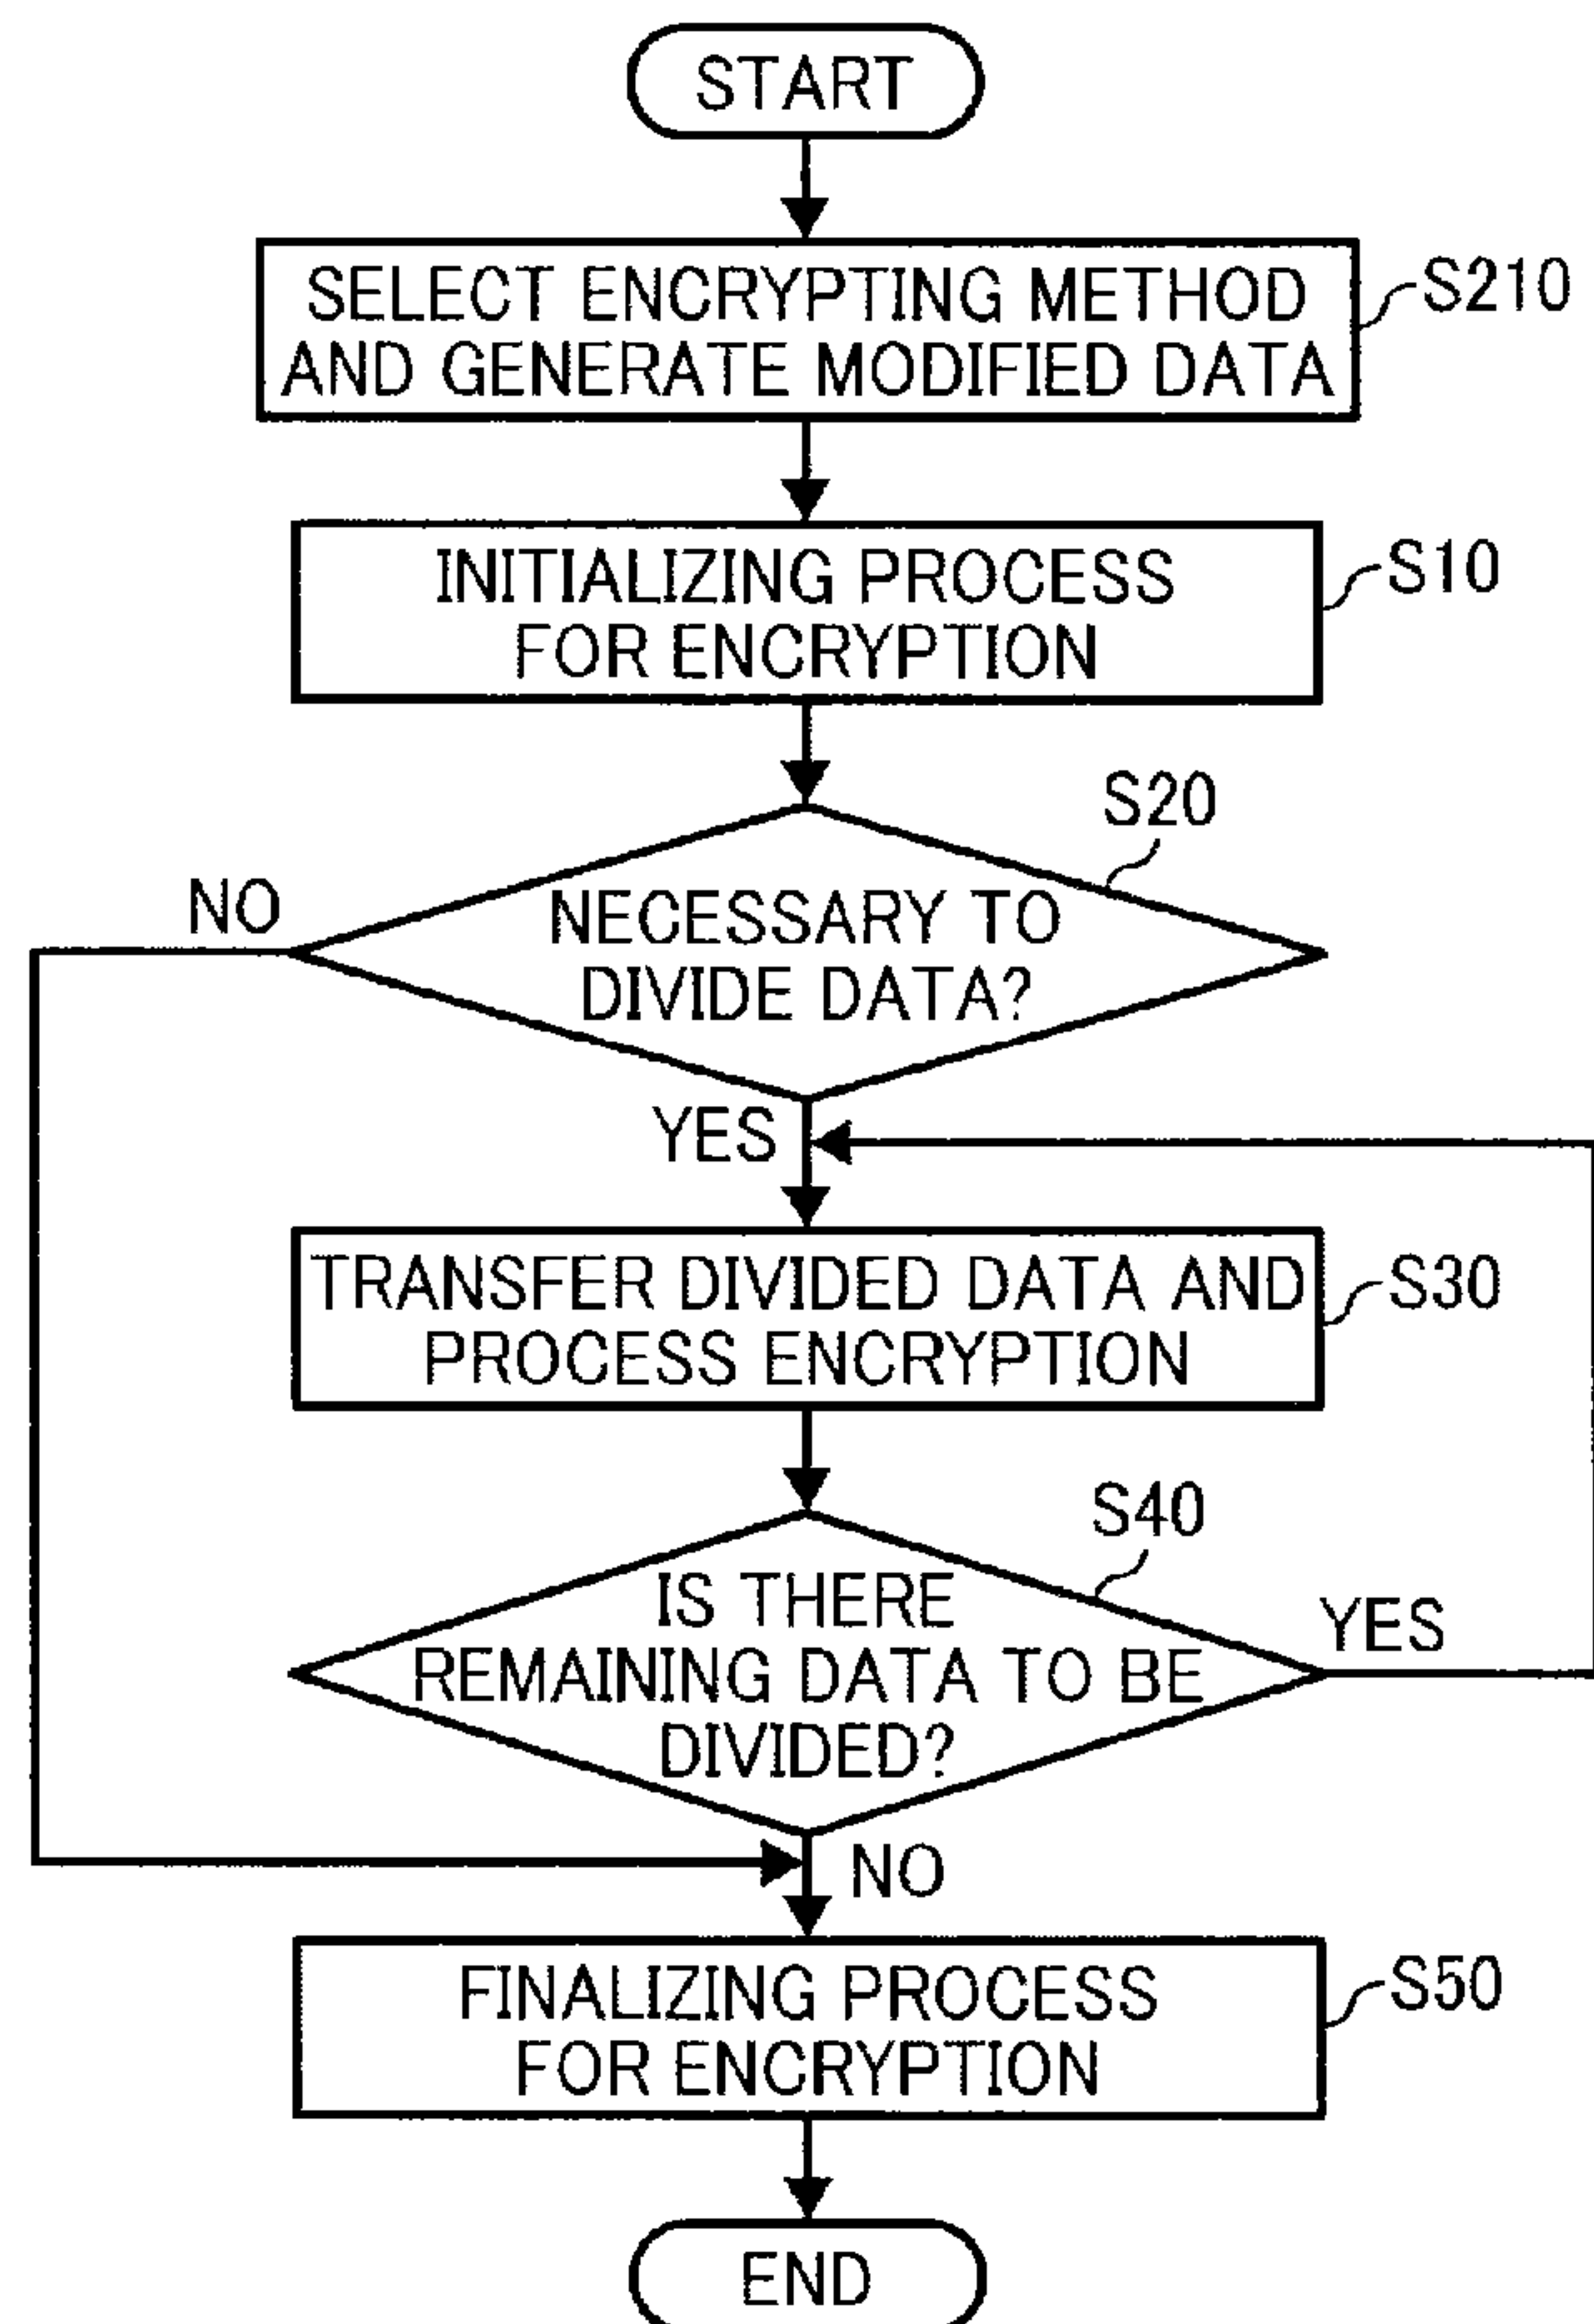 START
SELECT ENCRYPTING METHOD
AND GENERATE MODIFIED DATA
S210
INITIALIZING PROCESS
FOR ENCRYPTION
S10
S20
NO
NECESSARY TO
DIVIDE DATA?
YES
TRANSFER DIVIDED DATA AND
PROCESS ENCRYPTION
S30
S40
IS THERE
REMAINING DATA TO BE
DIVIDED?
YES
NO
FINALIZING PROCESS
FOR ENCRYPTION
S50
END